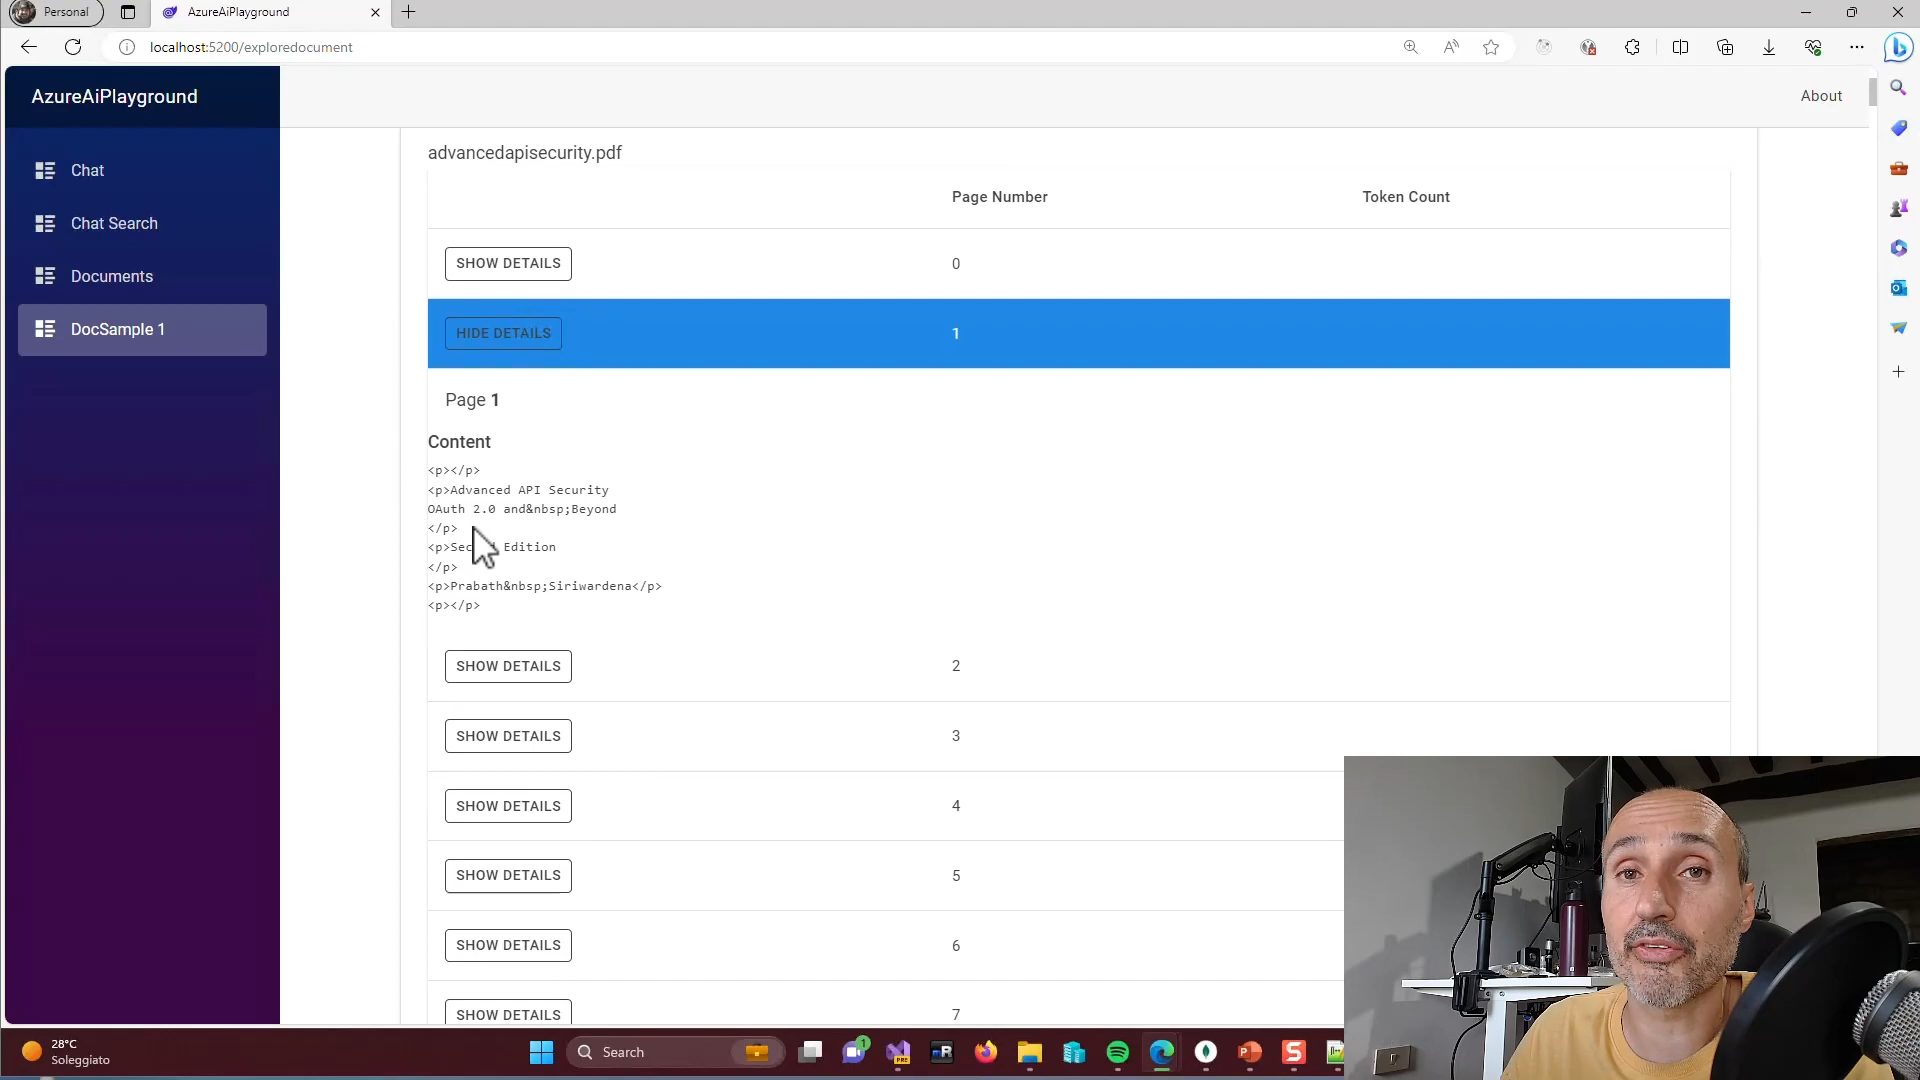 Personal
AzureAiPlayground
localhost:5200/exploredocument
AzureAiPlayground
About
Chat
Chat Search
Documents
DocSample 1
advancedapisecurity.pdf
Page Number
Token Count
SHOW DETAILS
0
HIDE DETAILS
1
Page 1
Content
<p></p>
<p>Advanced API Security
OAuth 2.0 and&nbsp;Beyond
</p>
<p>Sec Edition
</p>
<p>Prabath&nbsp;Siriwardena</p>
<p></p>
SHOW DETAILS
2
SHOW DETAILS
3
SHOW DETAILS
4
SHOW DETAILS
5
SHOW DETAILS
6
SHOW DETAILS
7
28°C
Soleggiato
Search
1